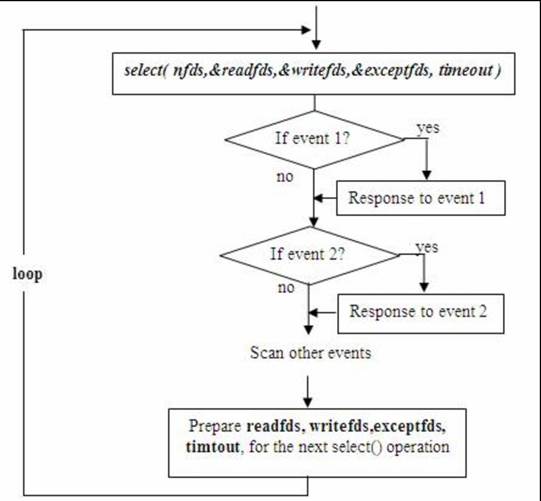 select( nfds,&readfds,&writefds,&exceptfds, timeout )
If event 1?
yes
no
Response to event 1
If event 2?
yes
no
Response to event 2
loop
Scan other events
Prepare readfds, writefds,exceptfds,
timtout, for the next select() operation